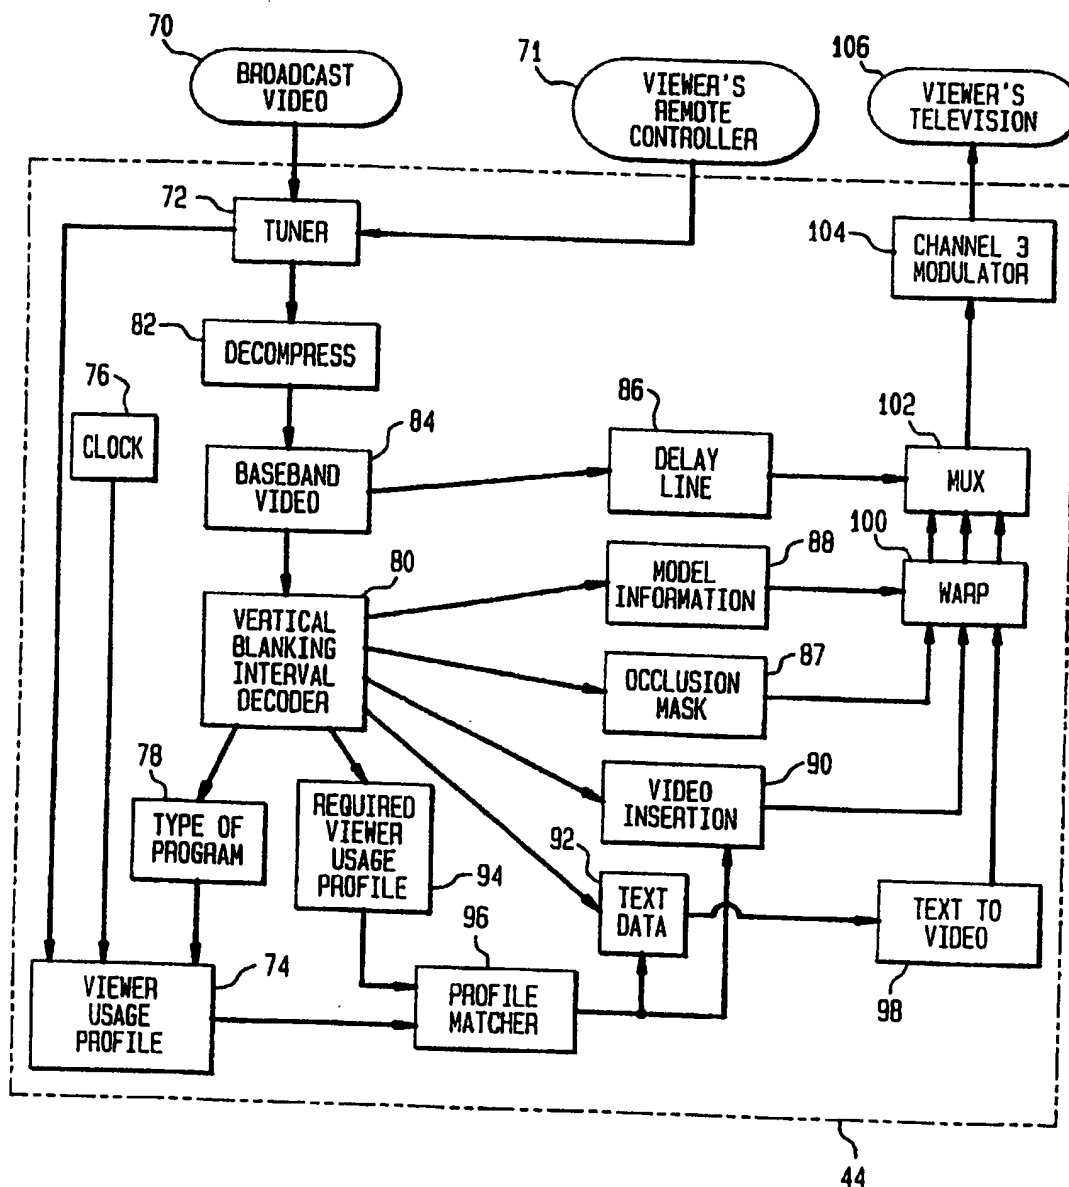 70
BROADCAST
VIDEO
71
VIEWER'S
REMOTE
CONTROLLER
106
VIEWER'S
TELEVISION
72
TUNER
104
CHANNEL 3
MODULATOR
82
DECOMPRESS
76
CLOCK
84
BASEBAND
VIDEO
86
DELAY
LINE
102
MUX
80
VERTICAL
BLANKING
INTERVAL
DECODER
88
MODEL
INFORMATION
100
WARP
87
OCCLUSION
MASK
78
TYPE OF
PROGRAM
REQUIRED
VIEWER
USAGE
PROFILE
94
90
VIDEO
INSERTION
92
TEXT
DATA
TEXT TO
VIDEO
98
74
VIEWER
USAGE
PROFILE
96
PROFILE
MATCHER
44